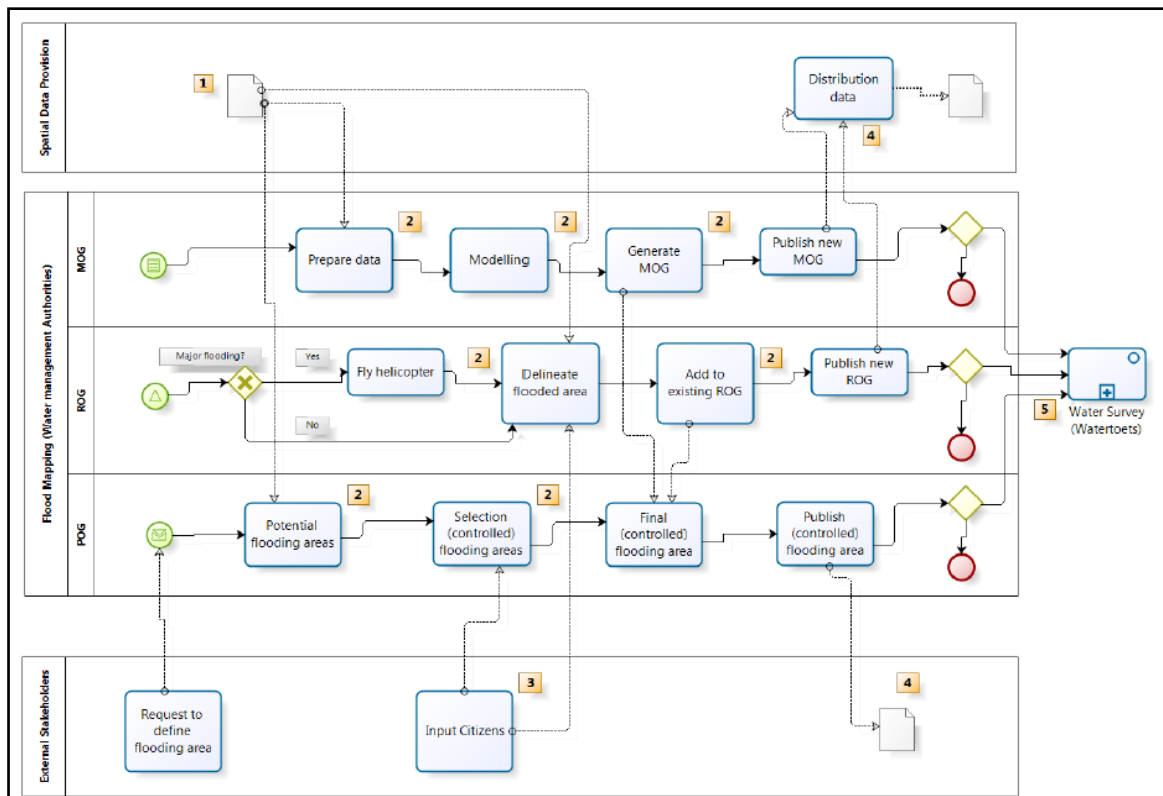 Spatial Data Provision
1
Distribution
data
4
Flood Mapping (Water management Authorities)
MOG
2
2
2
Prepare data
Modelling
Generate
MOG
Publish new
MOG
ROG
Major flooding?
Yes
No
Fly helicopter
2
Delineate
flooded area
Add to
existing ROG
2
Publish new
ROG
5
Water Survey
(Watertoets)
POG
Potential
flooding areas
2
Selection
(controlled)
flooding areas
2
Final
(controlled)
flooding area
Publish
(controlled)
flooding area
External Stakeholders
Request to
define
flooding area
Input Citizens
3
4